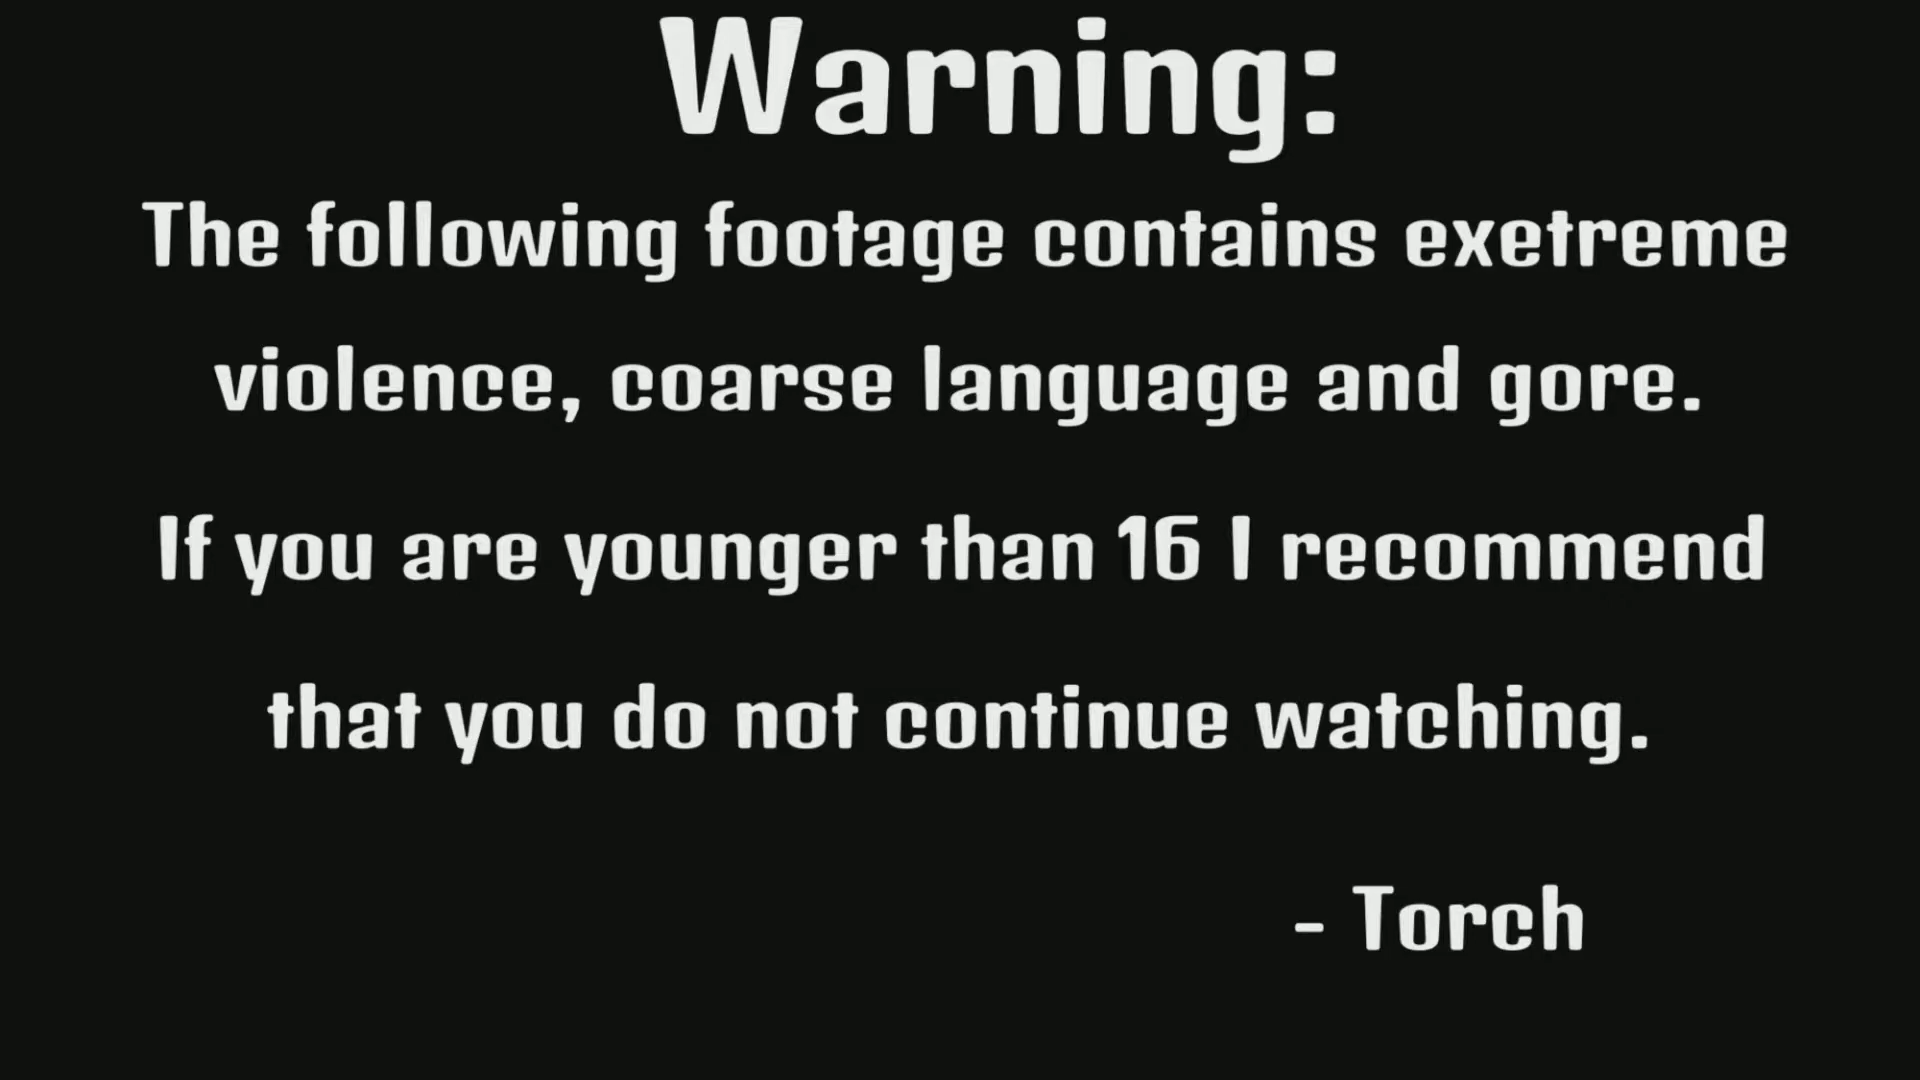 Warning:
The following footage contains exetreme
violence, coarse language and gore.
If you are younger than 16 I recommend
that you do not continue watching.
- Torch